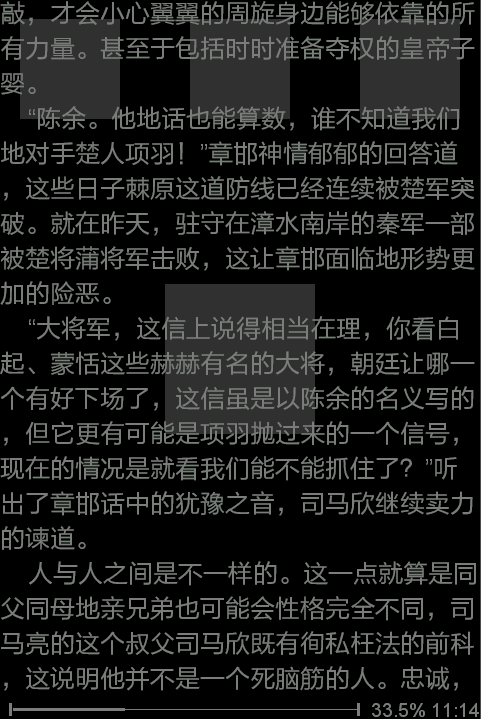 敲，才会小心翼翼的周旋身边能够依靠的所
有力量。甚至于包括时时准备夺权的皇帝子
婴。
“陈余。他地话也能算数，谁不知道我们
地对手楚人项羽！”章邯神情郁郁的回答道
，这些日子棘原这道防线已经连续被楚军突
破。就在昨天，驻守在漳水南岸的秦军一部
被楚将蒲将军击败，这让章邯面临地形势更
加的险恶。
“大将军，这信上说得相当在理，你看白
起、蒙恬这些赫赫有名的大将，朝廷让哪一
个有好下场了，这信虽是以陈余的名义写的
，但它更有可能是项羽抛过来的一个信号，
现在的情况是就看我们能不能抓住了？”听
出了章邯话中的犹豫之音，司马欣继续卖力
的谏道。
人与人之间是不一样的。这一点就算是同
父同母地亲兄弟也可能会性格完全不同，司
马亮的这个叔父司马欣既有徇私枉法的前科
，这说明他并不是一个死脑筋的人。忠诚，
33.5% 11:14